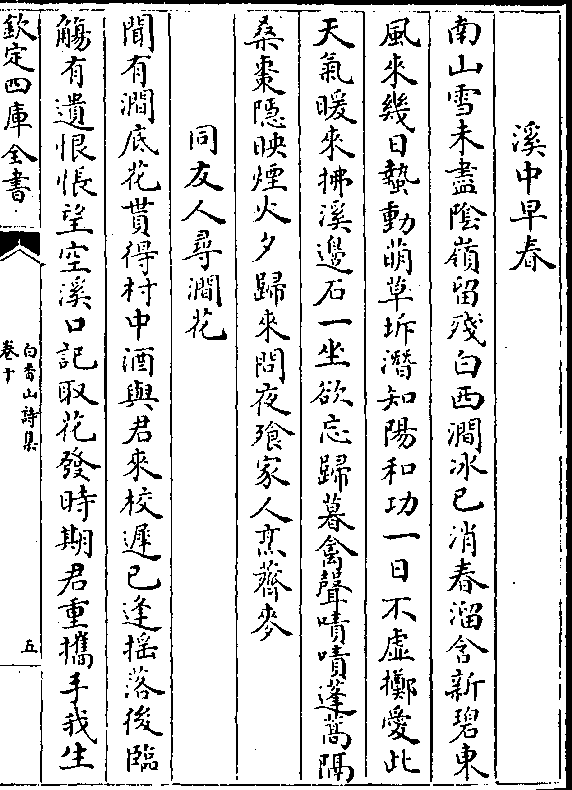 溪中早春
南山雪未盡陰嶺留殘白西澗冰已消春溜含新碧東
風來幾日蟄動萌草坼潛知陽和功一日不虛擲愛此
天氣暖來拂溪邊石一坐欲忘歸暮禽聲嘖嘖蓬蒿隔
桑棗隱映煙火夕歸來問夜飱家人烹薺麥
同友人尋澗花
聞有澗底花貰得村中酒與君來校遲已逢摇落後臨
觴有遺恨悵望空溪口記取花發時期君重攜手我生
欽定四庫全書
白香山詩集
卷十
五